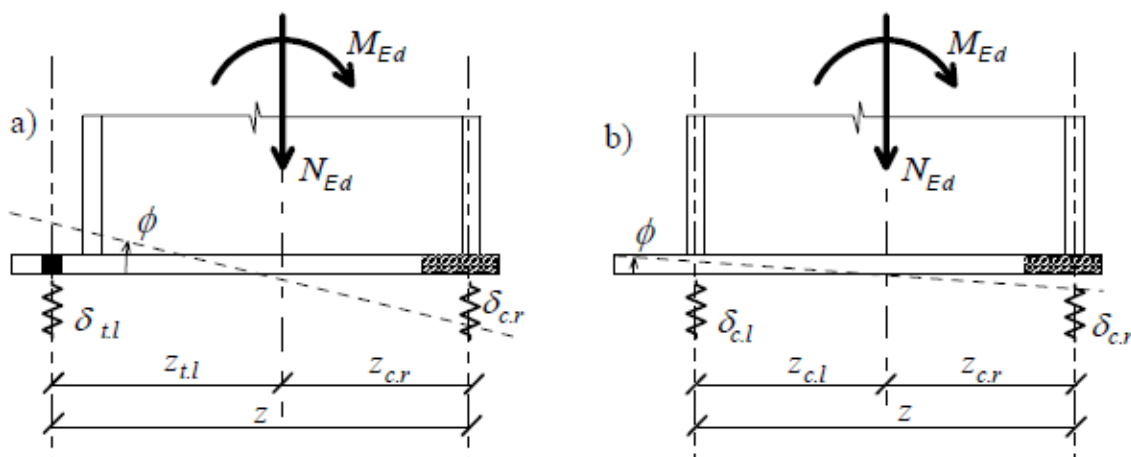 a)
M_Ed
N_Ed
ϕ
δ_t.l
δ_c.r
z_t.l
z_c.r
z
b)
M_Ed
N_Ed
ϕ
δ_c.l
δ_c.r
z_c.l
z_c.r
z